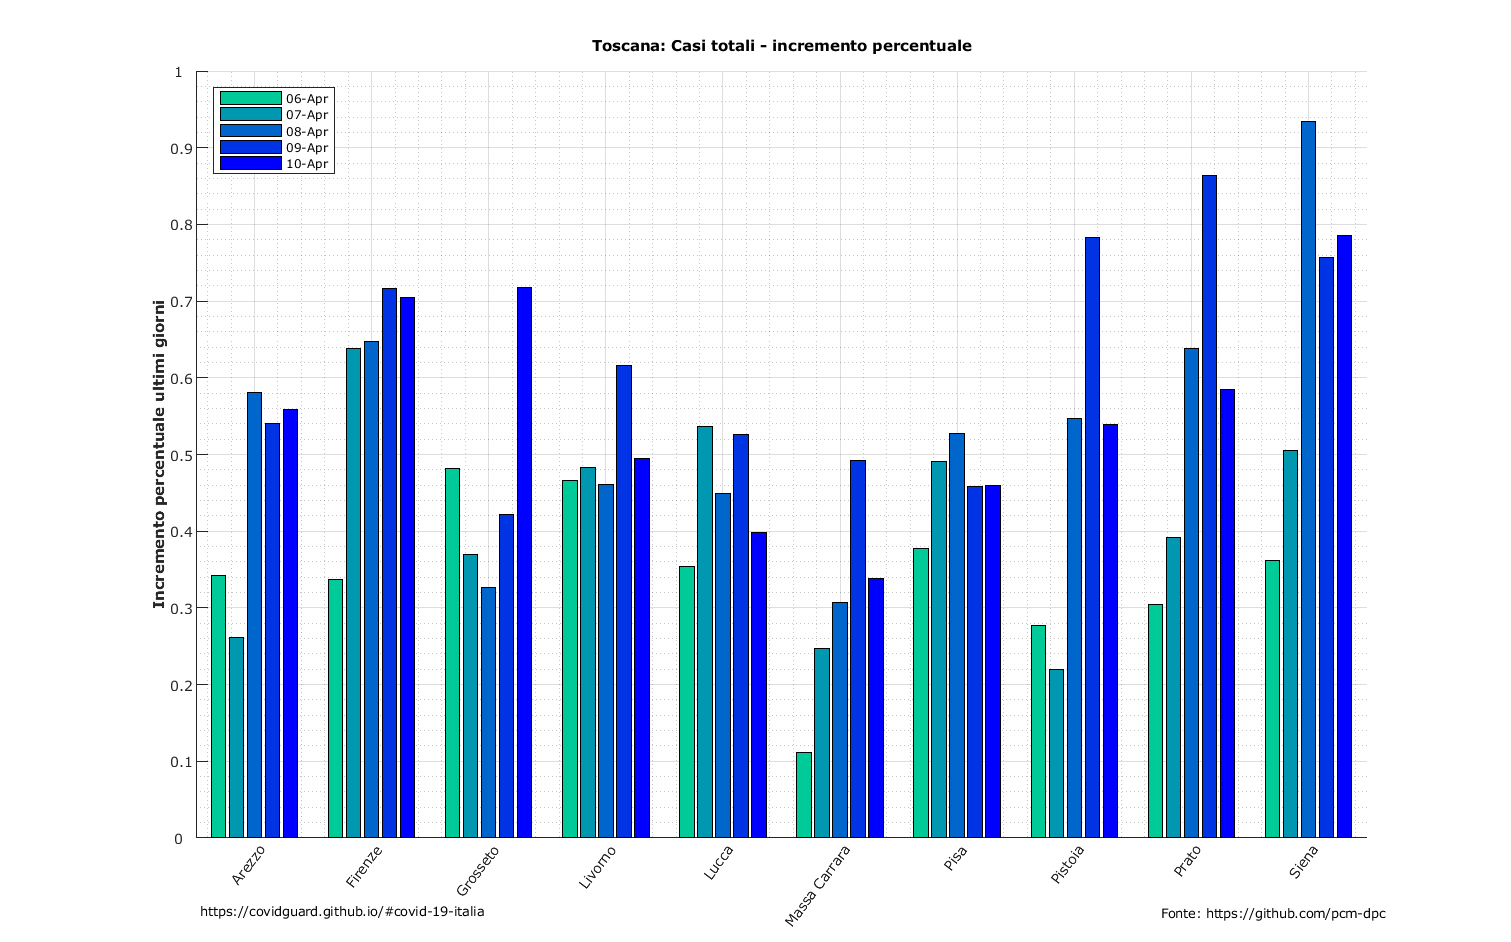 Toscana: Casi totali - incremento percentuale
Incremento percentuale ultimi giorni
1
0.9
0.8
0.7
0.6
0.5
0.4
0.3
0.2
0.1
0
06-Apr
07-Apr
08-Apr
09-Apr
10-Apr
Arezzo
Firenze
Grosseto
Livorno
Lucca
Massa Carrara
Pisa
Pistoia
Prato
Siena
https://covidguard.github.io/#covid-19-italia
Fonte: https://github.com/pcm-dpc